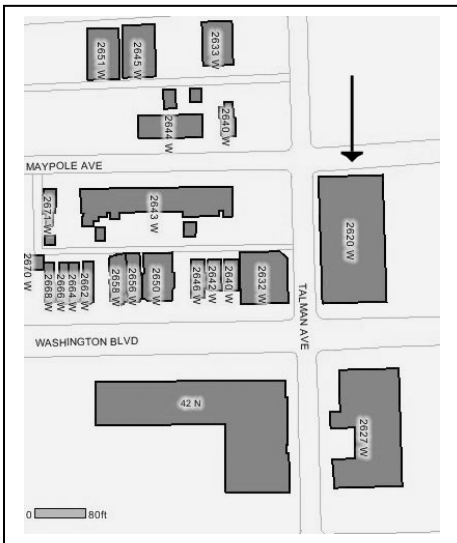 2651 W
2645 W
2633 W
2644 W
2640 W
MAYPOLE AVE
2671 W
2643 W
2620 W
2670 W
2668 W
2666 W
2664 W
2662 W
2658 W
2656 W
2650 W
2646 W
2642 W
2640 W
2632 W
TALMAN AVE
WASHINGTON BLVD
42 N
2627 W
0
80ft